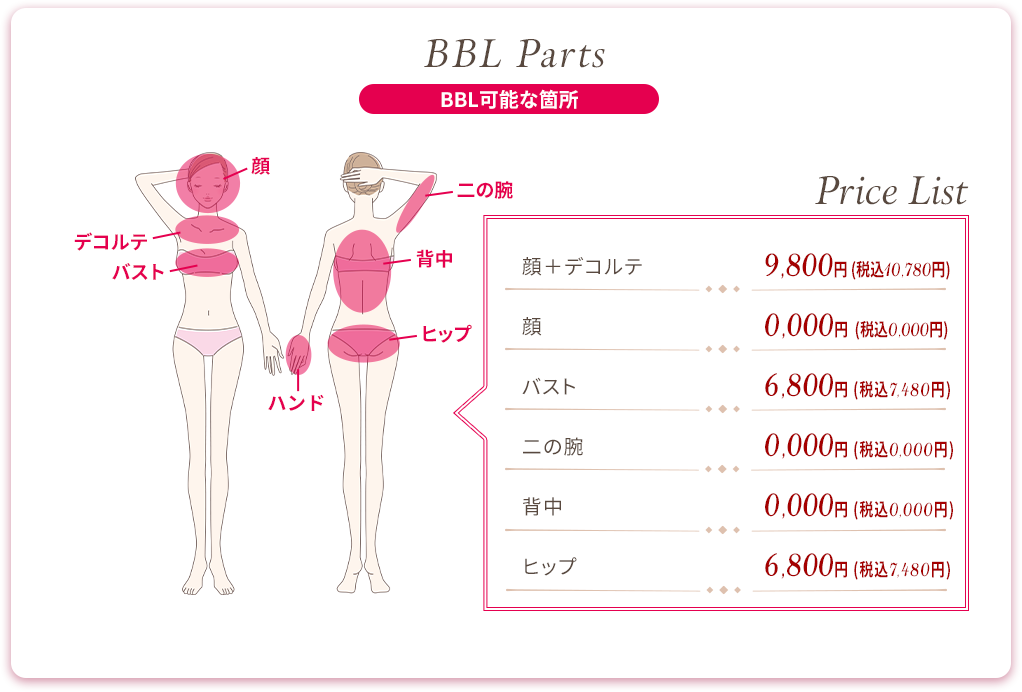 BBL Parts
BBL可能な箇所
顔
二の腕
デコルテ
バスト
背中
ヒップ
ハンド
Price List
顔＋デコルテ 9,800円 (税込10,780円)
顔 0,000円 (税込0,000円)
バスト 6,800円 (税込7,480円)
二の腕 0,000円 (税込0,000円)
背中 0,000円 (税込0,000円)
ヒップ 6,800円 (税込7,480円)